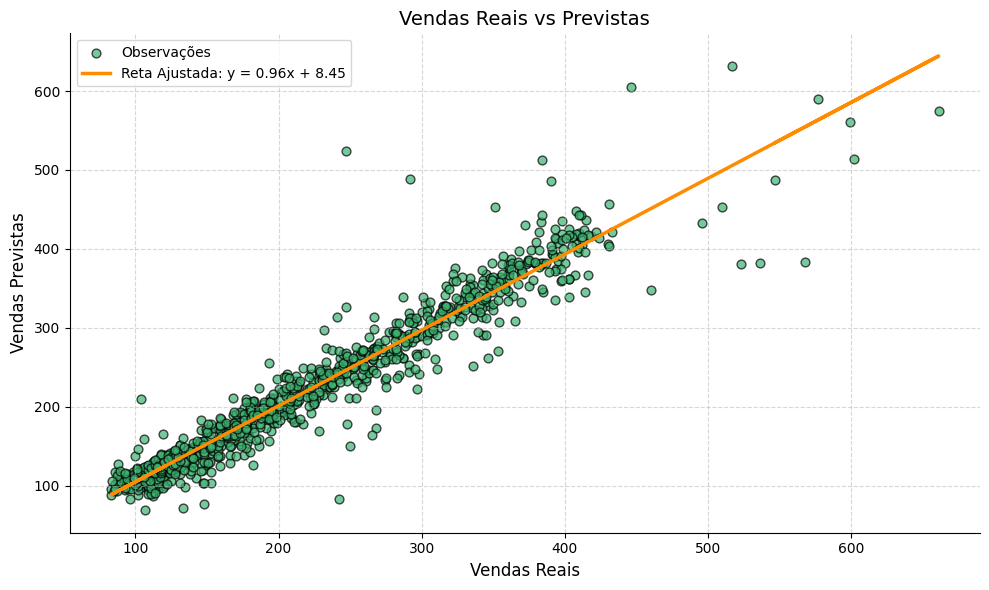 Vendas Reais vs Previstas
Observações
Reta Ajustada: y = 0.96x + 8.45
Vendas Previstas
600
500
400
300
200
100
100 200 300 400 500 600
Vendas Reais